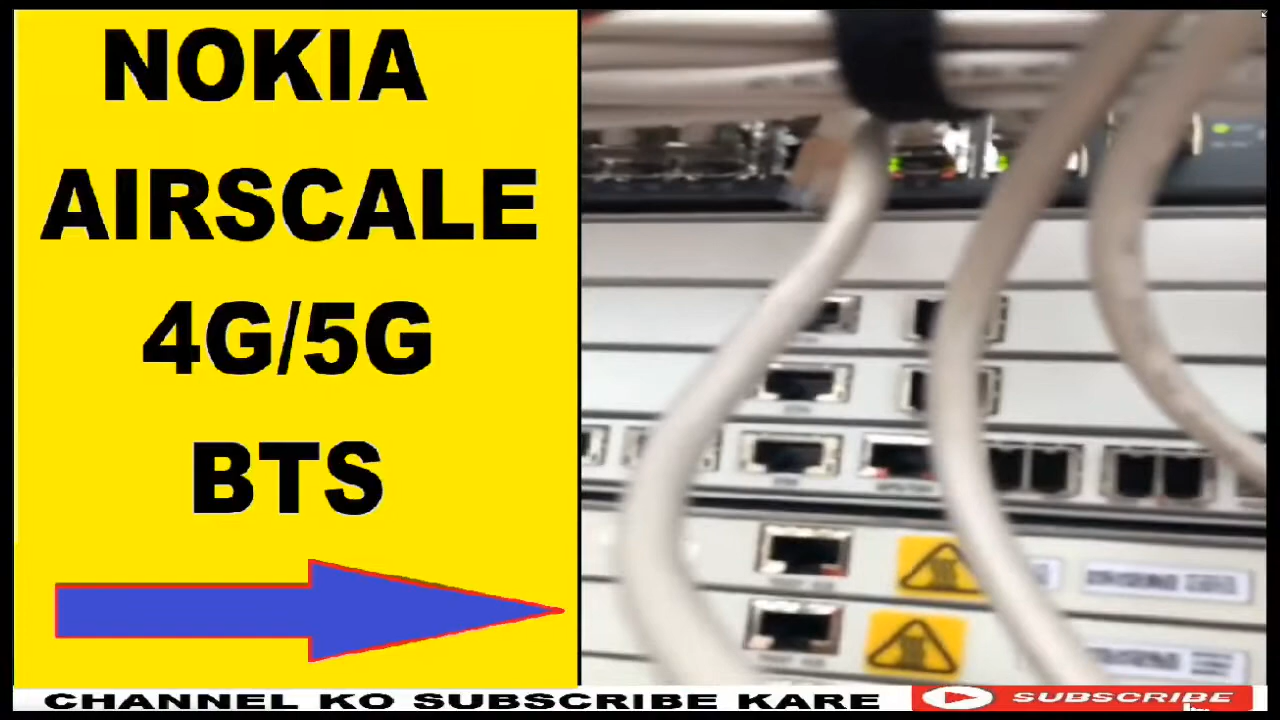 NOKIA
AIRSCALE
4G/5G
BTS
CHANNEL KO SUBSCRIBE KARE
SUBSCRIBE